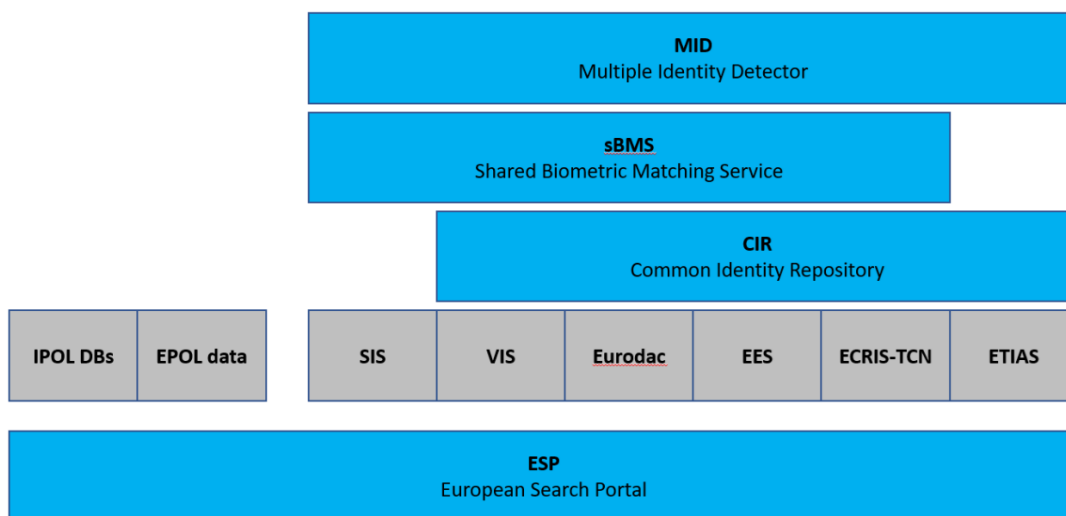 MID
Multiple Identity Detector
sBMS
Shared Biometric Matching Service
CIR
Common Identity Repository
IPOL DBs
EPOL data
SIS
VIS
Eurodac
EES
ECRIS-TCN
ETIAS
ESP
European Search Portal